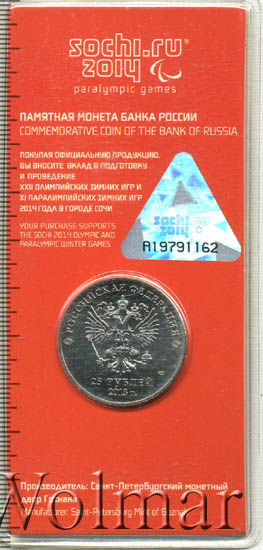 sochi.ru
2014
paralympic games
ПАМЯТНАЯ МОНЕТА БАНКА РОССИИ
COMMEMORATIVE COIN OF THE BANK OF RUSSIA
ПОКУПАЯ ОФИЦИАЛЬНУЮ ПРОДУКЦИЮ,
ВЫ ВНОСИТЕ ВКЛАД В ПОДГОТОВКУ
И ПРОВЕДЕНИЕ
XXII ОЛИМПИЙСКИХ ЗИМНИХ ИГР И
XI ПАРАЛИМПИЙСКИХ ЗИМНИХ ИГР
2014 ГОДА В ГОРОДЕ СОЧИ
YOUR PURCHASE SUPPORTS
THE SOCHI 2014 OLYMPIC AND
PARALYMPIC WINTER GAMES
sochi.ru
2014
A19791162
РОССИЙСКАЯ ФЕДЕРАЦИЯ
25 РУБЛЕЙ
2013 г.
Производитель: Санкт-Петербургский монетный
двор Гознака
Manufacturer: Saint-Petersburg Mint of Goznak
Wolmar